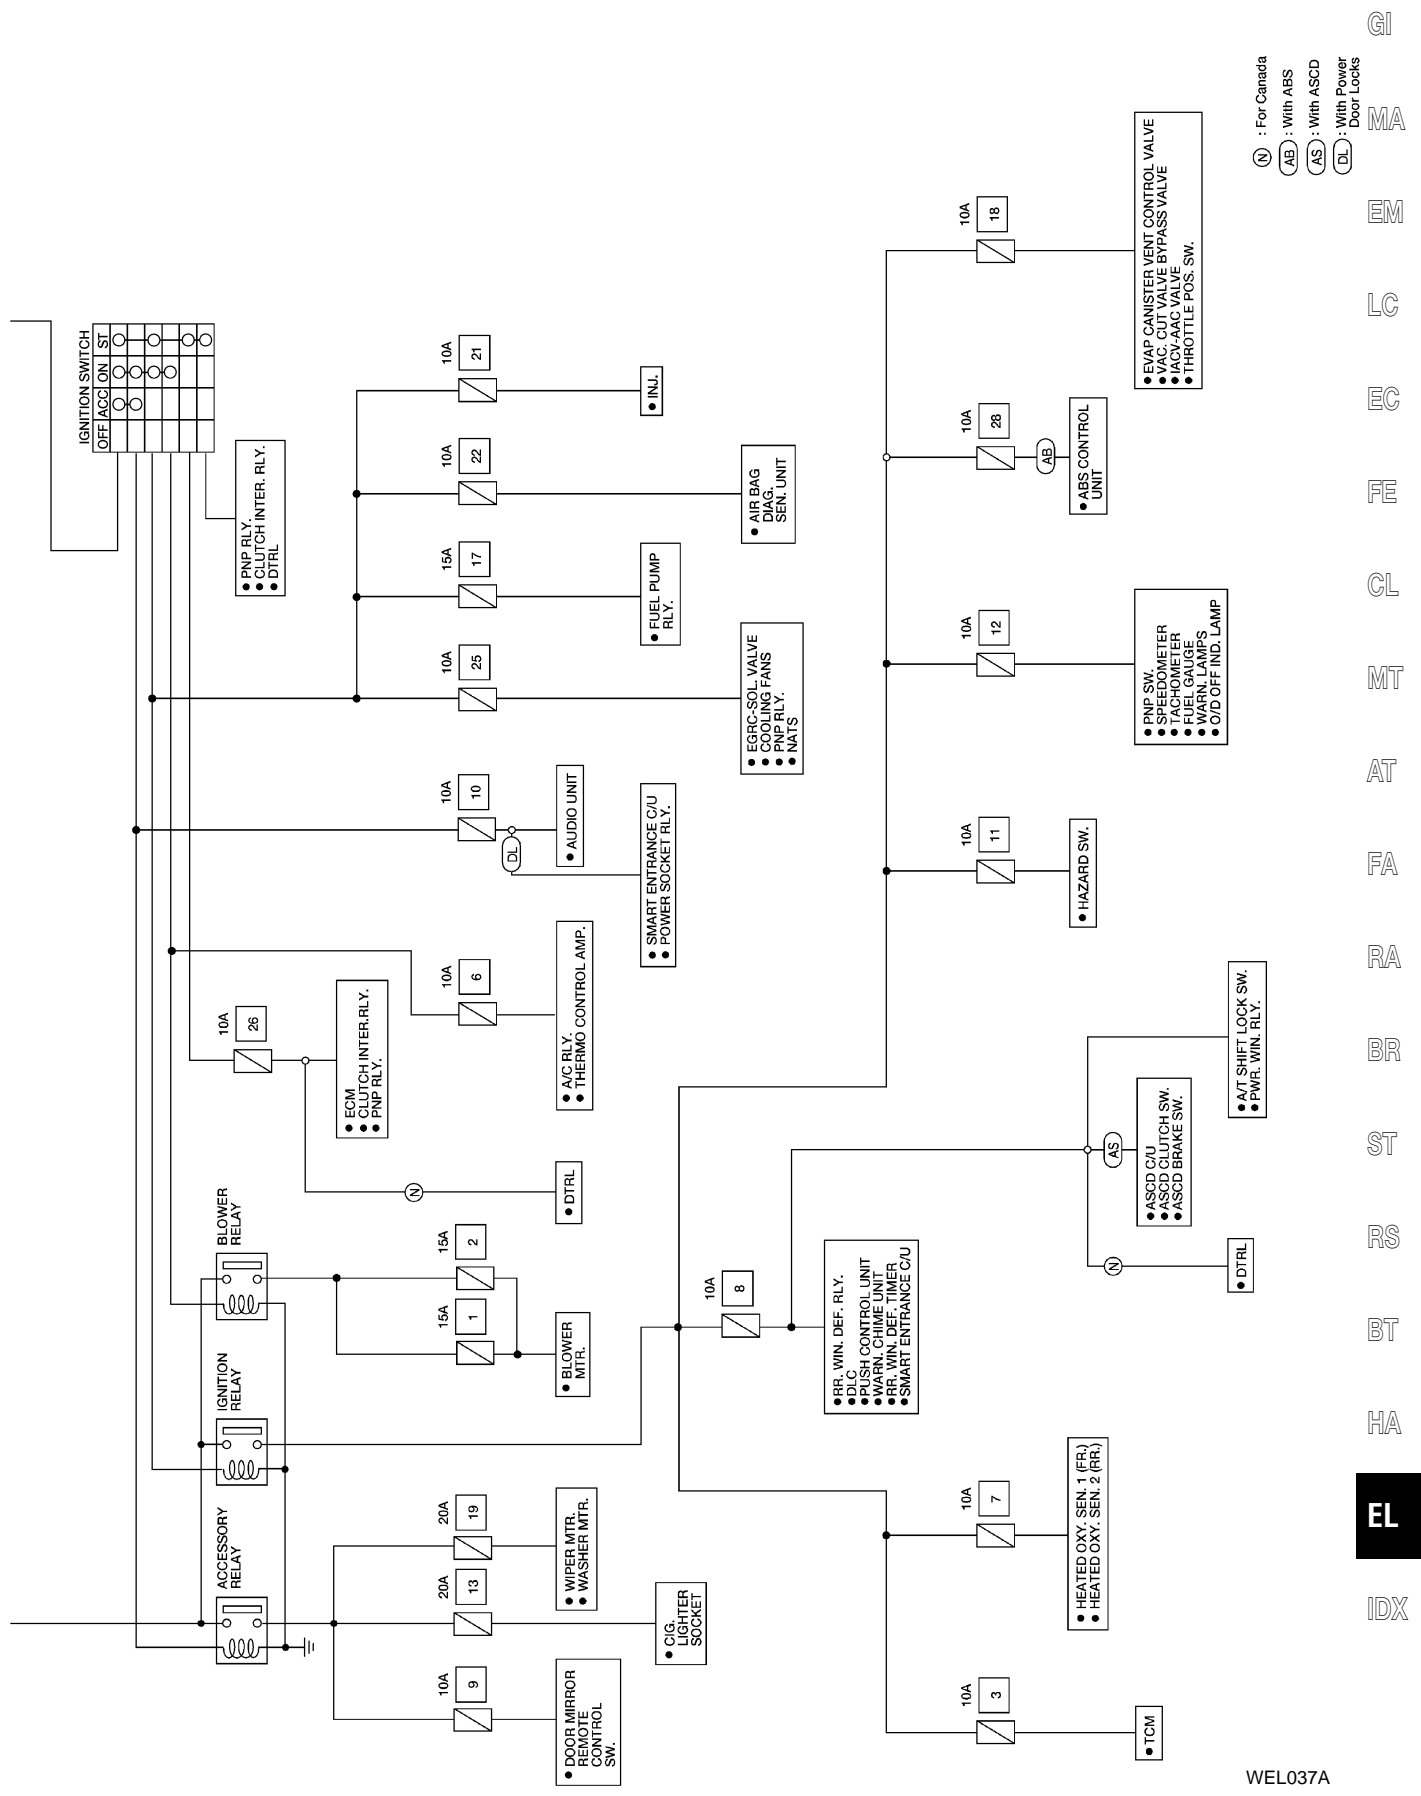 GI
MA
EM
LC
EC
FE
CL
MT
AT
FA
RA
BR
ST
RS
BT
HA
EL
IDX
N : For Canada
AB : With ABS
AS : With ASCD
DL : With Power
Door Locks
IGNITION SWITCH
OFF ACC ON ST
● PNP RLY.
● CLUTCH INTER. RLY.
● DTRL
ACCESSORY
RELAY
IGNITION
RELAY
BLOWER
RELAY
10A
26
● ECM
● CLUTCH INTER.RLY.
● PNP RLY.
N
● DTRL
10A
9
● DOOR MIRROR
REMOTE
CONTROL
SW.
20A
13
● CIG.
LIGHTER
SOCKET
20A
19
● WIPER MTR.
● WASHER MTR.
15A
1
15A
2
● BLOWER
MTR.
10A
6
● A/C RLY.
● THERMO CONTROL AMP.
10A
10
DL
● AUDIO UNIT
● SMART ENTRANCE C/U
● POWER SOCKET RLY.
10A
25
● EGRC-SOL. VALVE
● COOLING FANS
● PNP RLY.
● NATS
15A
17
● FUEL PUMP
RLY.
10A
22
● AIR BAG
DIAG.
SEN. UNIT
10A
21
● INJ.
10A
8
● RR. WIN. DEF. RLY.
● DLC
● PUSH CONTROL UNIT
● WARN. CHIME UNIT
● RR. WIN. DEF. TIMER
● SMART ENTRANCE C/U
10A
3
● TCM
10A
7
● HEATED OXY. SEN. 1 (FR.)
● HEATED OXY. SEN. 2 (RR.)
N
● DTRL
AS
● ASCD C/U
● ASCD CLUTCH SW.
● ASCD BRAKE SW.
● A/T SHIFT LOCK SW.
● PWR. WIN. RLY.
10A
11
● HAZARD SW.
10A
12
● PNP SW.
● SPEEDOMETER
● TACHOMETER
● FUEL GAUGE
● WARN. LAMPS
● O/D OFF IND. LAMP
10A
28
AB
● ABS CONTROL
UNIT
10A
18
● EVAP CANISTER VENT CONTROL VALVE
● VAC. CUT VALVE BYPASS VALVE
● IACV-AAC VALVE
● THROTTLE POS. SW.
WEL037A